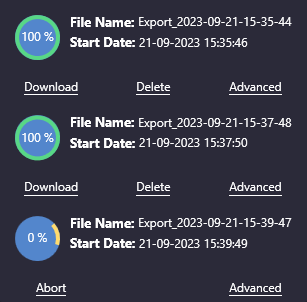 100 %
File Name: Export_2023-09-21-15-35-44
Start Date: 21-09-2023 15:35:46
Download Delete Advanced
100 %
File Name: Export_2023-09-21-15-37-48
Start Date: 21-09-2023 15:37:50
Download Delete Advanced
0 %
File Name: Export_2023-09-21-15-39-47
Start Date: 21-09-2023 15:39:49
Abort Advanced